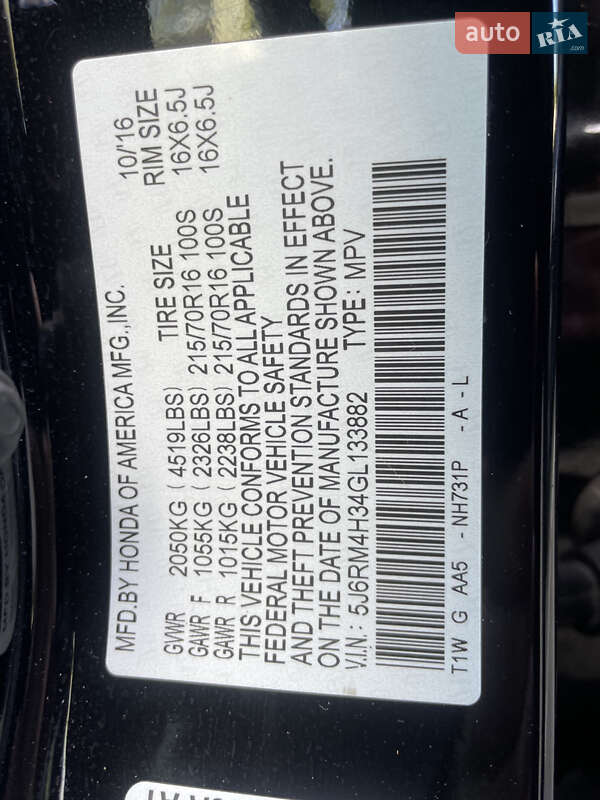 auto RIA.com
MFD.BY HONDA OF AMERICA MFG.,INC. 10/'16
GVWR 2050KG (4519LBS) TIRE SIZE RIM SIZE
GAWR F 1055KG (2326LBS) 215/70R16 100S 16X6.5J
GAWR R 1015KG (2238LBS) 215/70R16 100S 16X6.5J
THIS VEHICLE CONFORMS TO ALL APPLICABLE
FEDERAL MOTOR VEHICLE SAFETY
AND THEFT PREVENTION STANDARDS IN EFFECT
ON THE DATE OF MANUFACTURE SHOWN ABOVE.
V.I.N.: 5J6RM4H34GL133882 TYPE: MPV
T1W G AA5 -NH731P -A-L